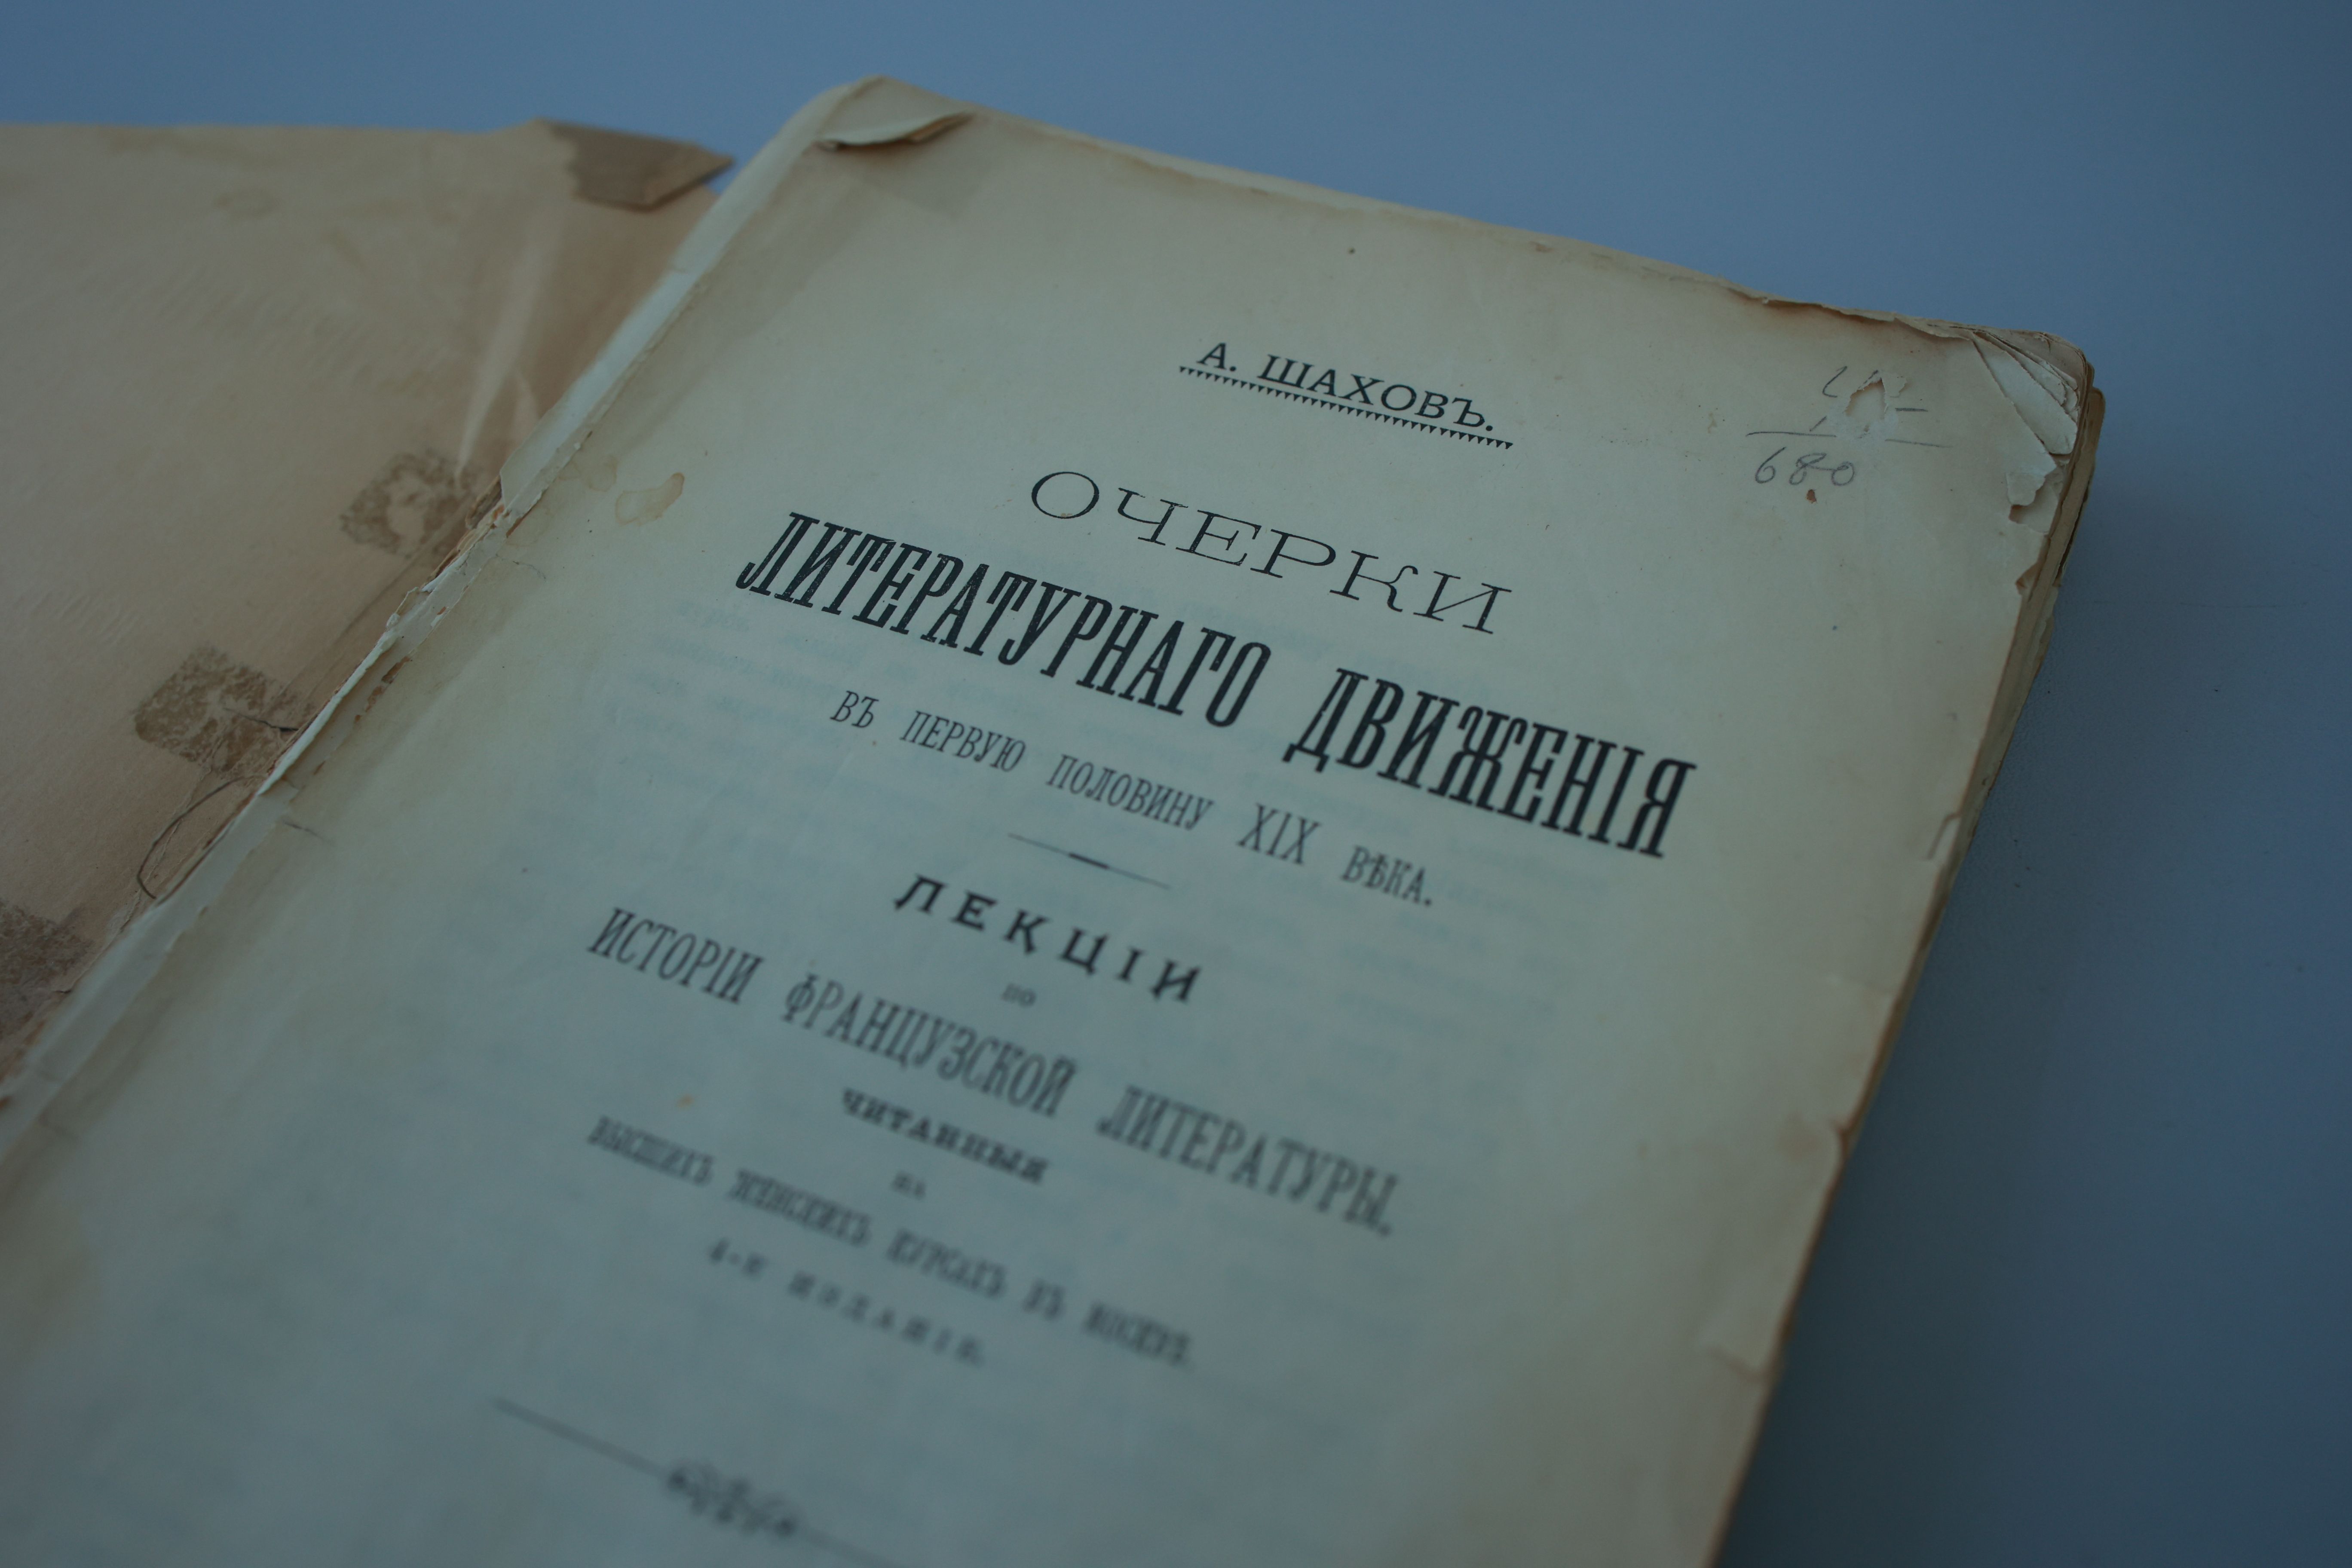 А. ШАХОВЪ.
680
ОЧЕРКИ
ЛИТЕРАТУРНАГО ДВИЖЕНІЯ
ВЪ ПЕРВУЮ ПОЛОВИНУ XIX ВѢКА.
ЛЕКЦІИ
ПО
ИСТОРІИ ФРАНЦУЗСКОЙ ЛИТЕРАТУРЫ,
ЧИТАННЫЯ
НА
ВЫСШИХЪ ЖЕНСКИХЪ КУРСАХЪ ВЪ МОСКВѢ.
ИЗДАНІЕ.